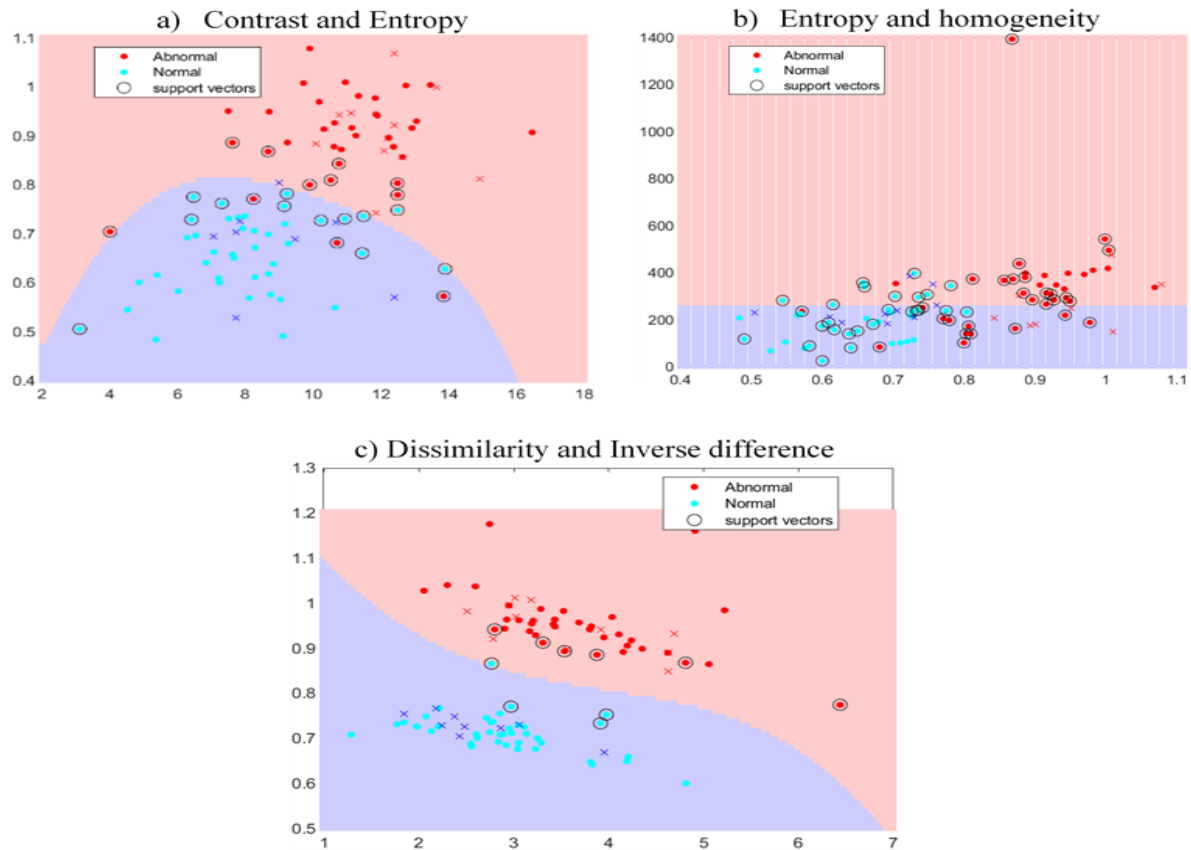 a) Contrast and Entropy
1.1
1
0.9
0.8
0.7
0.6
0.5
0.4
2 4 6 8 10 12 14 16 18
Abnormal
Normal
support vectors
b) Entropy and homogeneity
1400
1200
1000
800
600
400
200
0
0.4 0.5 0.6 0.7 0.8 0.9 1 1.1
Abnormal
Normal
support vectors
c) Dissimilarity and Inverse difference
1.3
1.2
1.1
1
0.9
0.8
0.7
0.6
0.5
1 2 3 4 5 6 7
Abnormal
Normal
support vectors